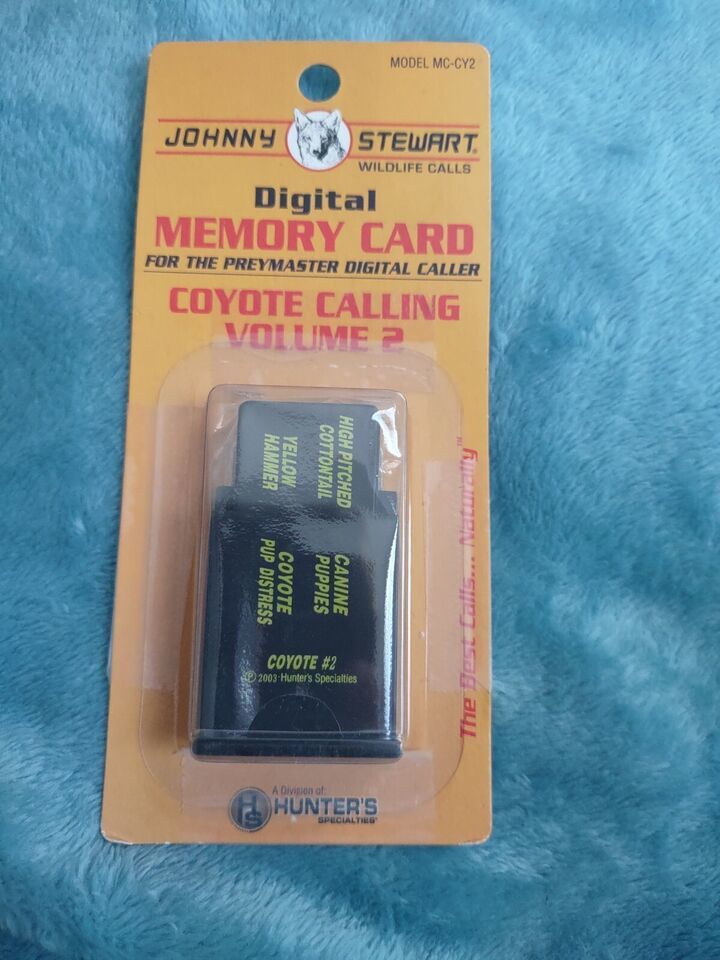 MODEL MC-CY2
JOHNNY STEWART®
WILDLIFE CALLS
Digital
MEMORY CARD
FOR THE PREYMASTER DIGITAL CALLER
COYOTE CALLING
VOLUME 2
HIGH PITCHED
COTTONTAIL
YELLOW
HAMMER
CANINE
PUPPIES
COYOTE
PUP DISTRESS
COYOTE #2
℗ 2003 Hunter's Specialties
The Best Calls... Naturally™
A Division of:
HS HUNTER'S
SPECIALTIES®